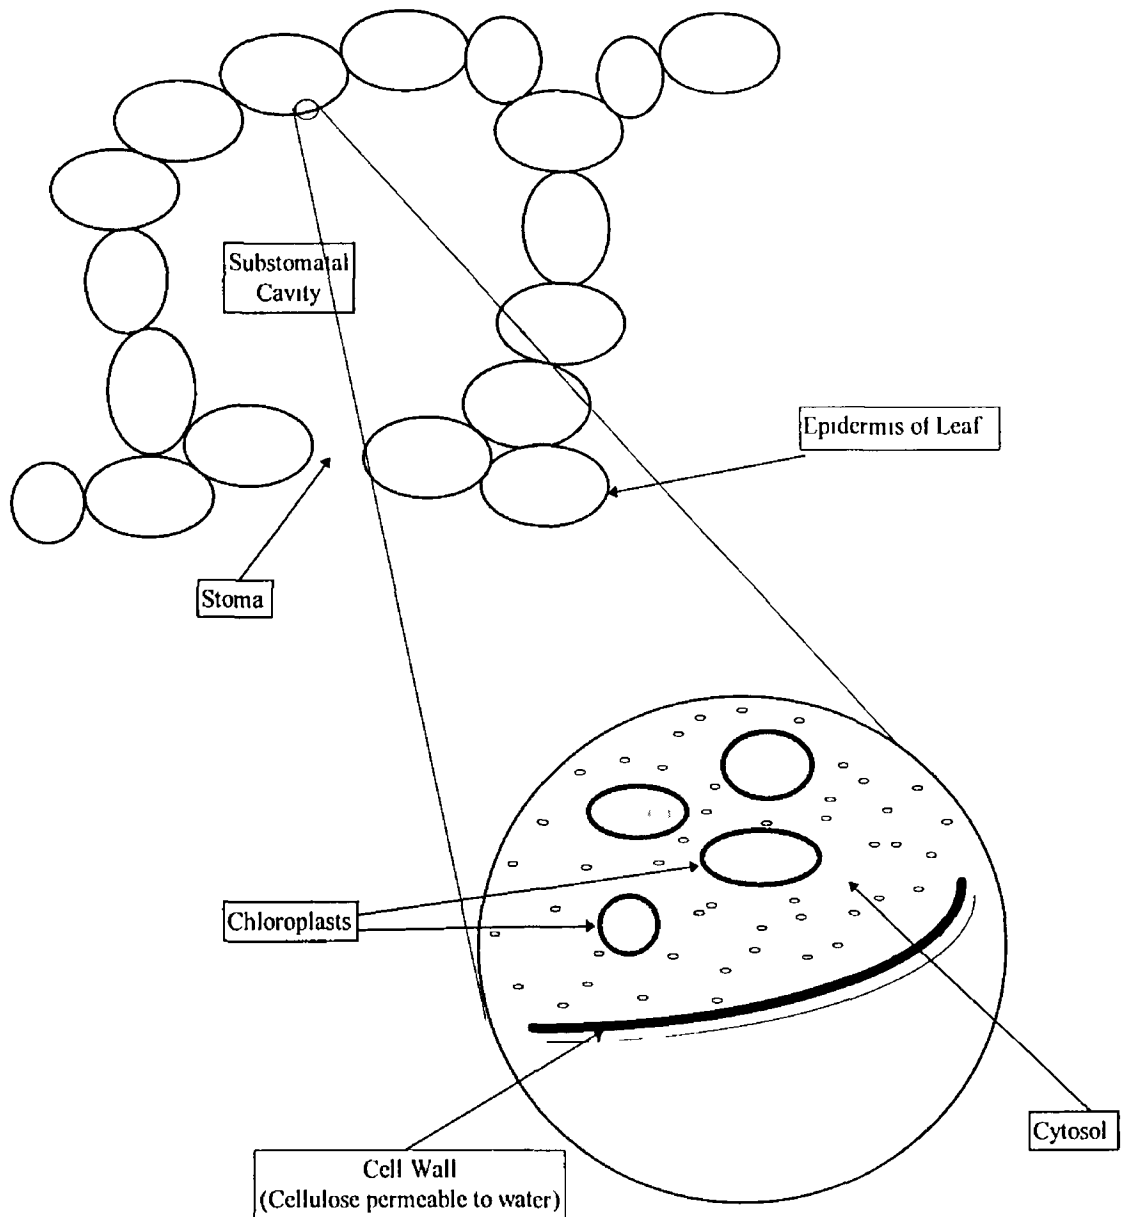 Substomatal
Cavity
Epidermis of Leaf
Stoma
Chloroplasts
Cytosol
Cell Wall
(Cellulose permeable to water)